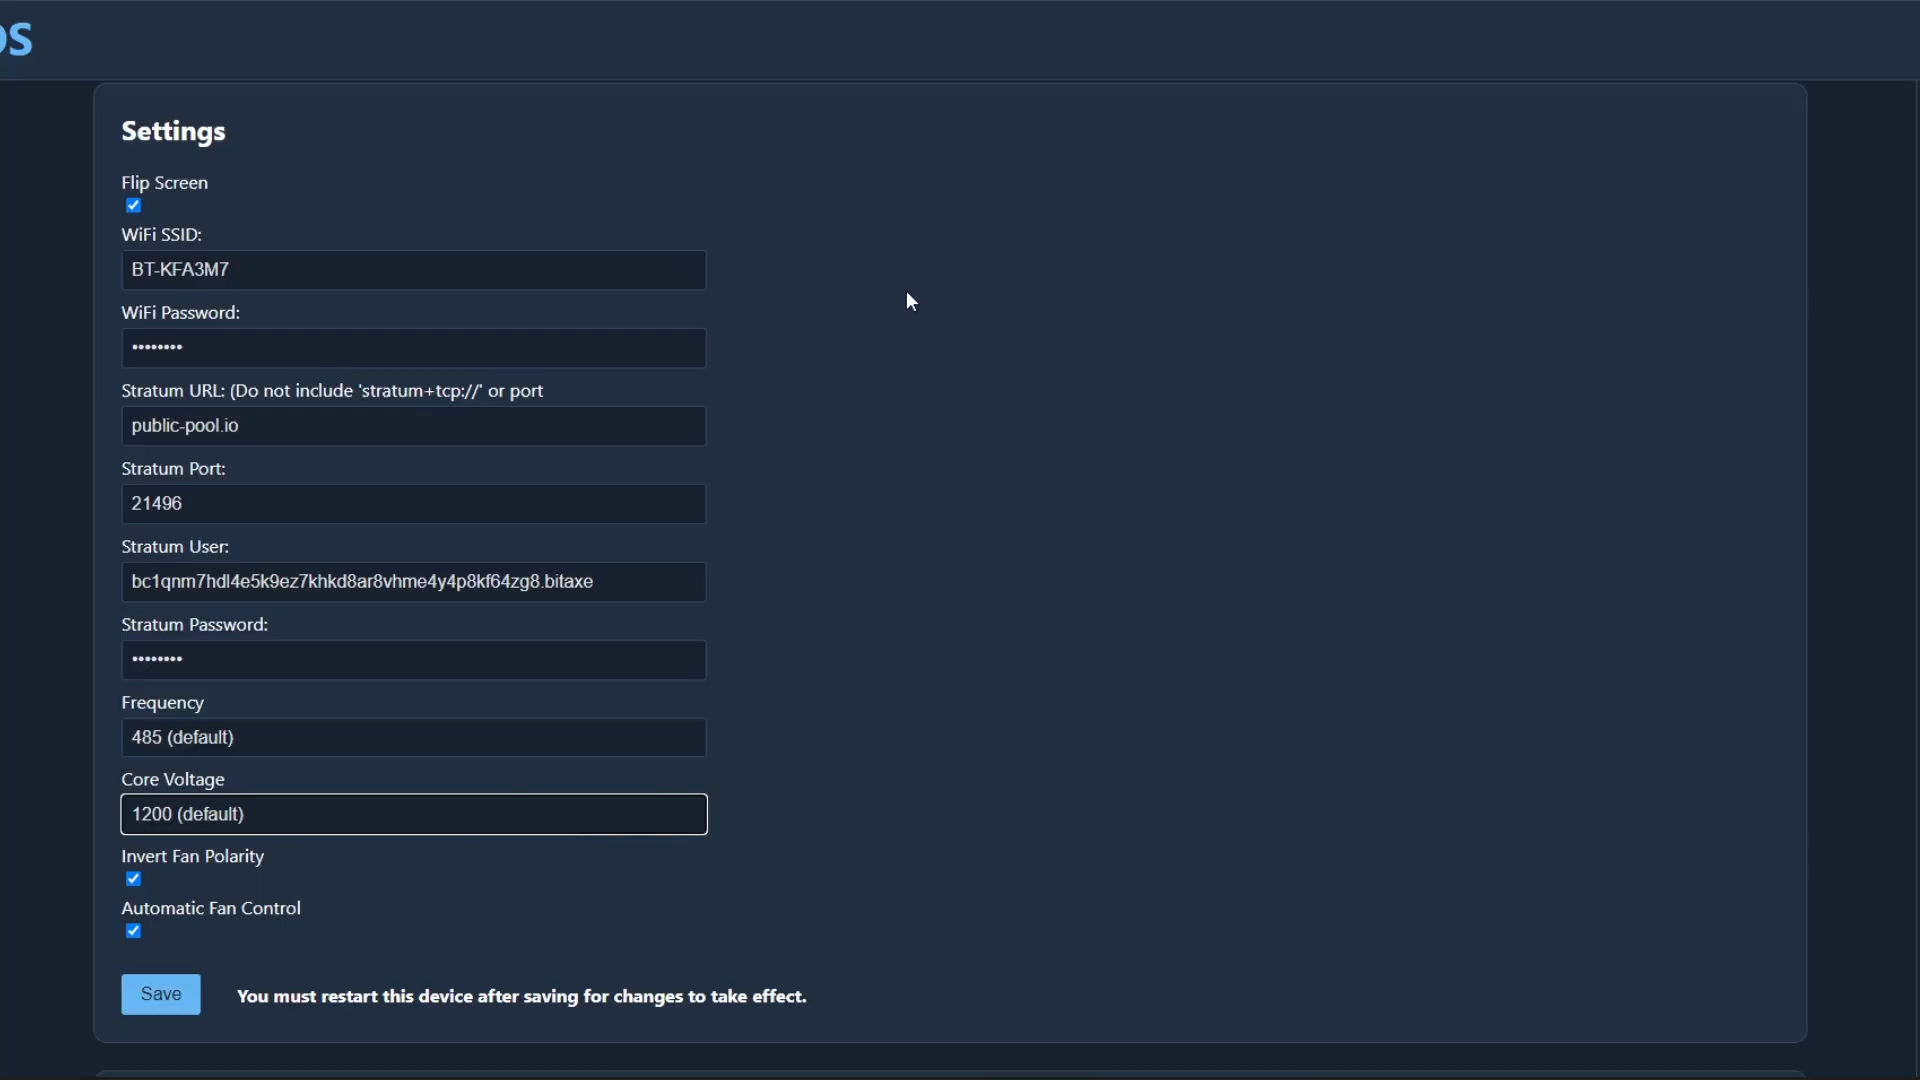 OS
Settings
Flip Screen
WiFi SSID:
BT-KFA3M7
WiFi Password:
••••••••
Stratum URL: (Do not include 'stratum+tcp://' or port
public-pool.io
Stratum Port:
21496
Stratum User:
bc1qnm7hdl4e5k9ez7khkd8ar8vhme4y4p8kf64zg8.bitaxe
Stratum Password:
••••••••
Frequency
485 (default)
Core Voltage
1200 (default)
Invert Fan Polarity
Automatic Fan Control
Save You must restart this device after saving for changes to take effect.